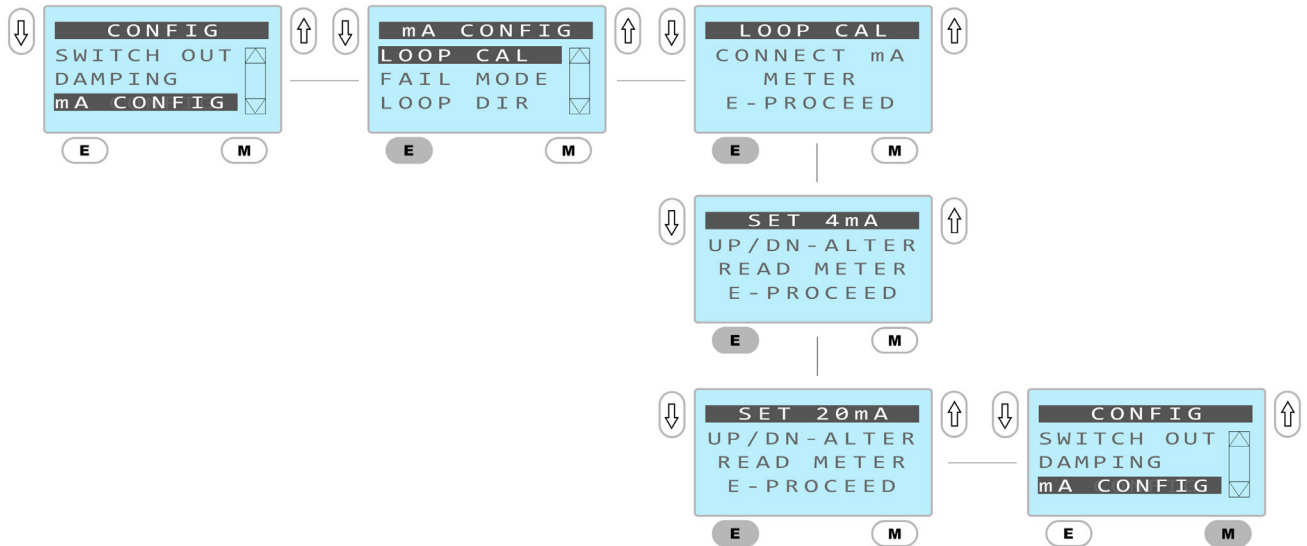 CONFIG
SWITCH OUT
DAMPING
mA CONFIG
E
M
mA CONFIG
LOOP CAL
FAIL MODE
LOOP DIR
E
M
LOOP CAL
CONNECT mA
METER
E-PROCEED
E
M
SET 4mA
UP/DN-ALTER
READ METER
E-PROCEED
E
M
SET 20mA
UP/DN-ALTER
READ METER
E-PROCEED
E
M
CONFIG
SWITCH OUT
DAMPING
mA CONFIG
E
M